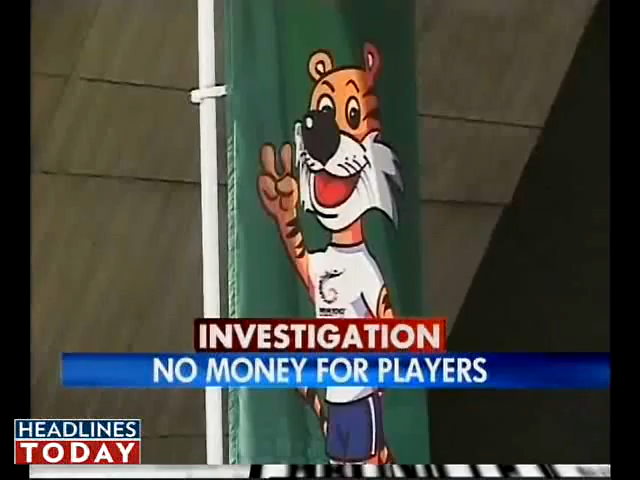 INVESTIGATION
NO MONEY FOR PLAYERS
HEADLINES
TODAY